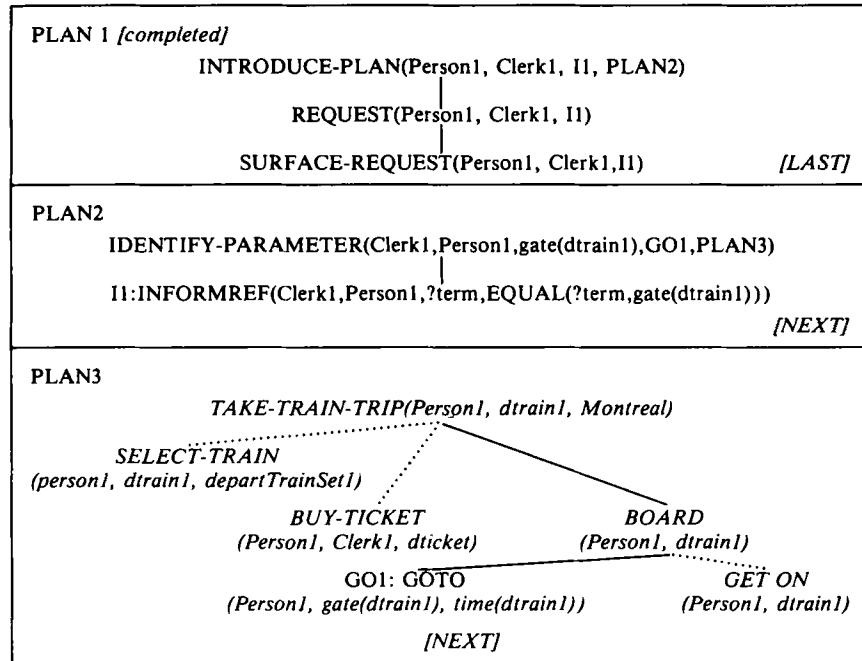 PLAN 1 [completed]
INTRODUCE-PLAN(Person1, Clerk1, I1, PLAN2)
REQUEST(Person1, Clerk1, I1)
SURFACE-REQUEST(Person1, Clerk1,I1) [LAST]
PLAN2
IDENTIFY-PARAMETER(Clerk1,Person1,gate(dtrain1),GO1,PLAN3)
I1:INFORMREF(Clerk1,Person1,?term,EQUAL(?term,gate(dtrain1)))
[NEXT]
PLAN3
TAKE-TRAIN-TRIP(Person1, dtrain1, Montreal)
SELECT-TRAIN
(person1, dtrain1, departTrainSet1)
BUY-TICKET BOARD
(Person1, Clerk1, dticket) (Person1, dtrain1)
GO1: GOTO GET ON
(Person1, gate(dtrain1), time(dtrain1)) (Person1, dtrain1)
[NEXT]